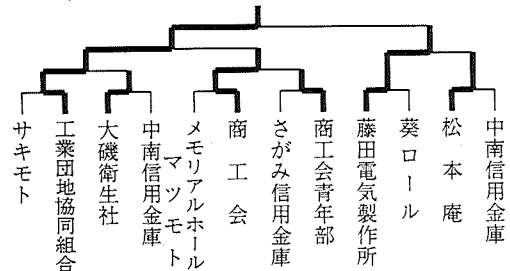 サキモト
工業団地協同組合
大磯衛生社
中南信用金庫
メモリアルホール
マツモト
商工会
さがみ信用金庫
商工会青年部
藤田電気製作所
葵ロール
松本庵
中南信用金庫